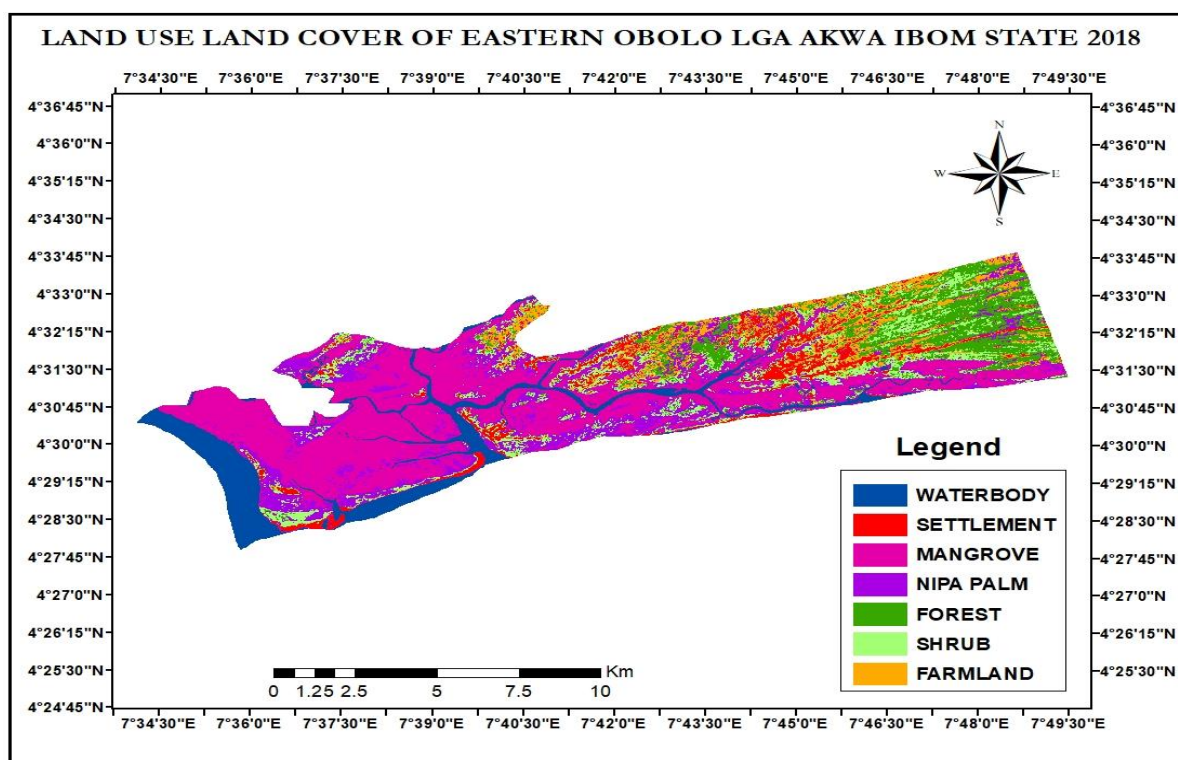 LAND USE LAND COVER OF EASTERN OBOLO LGA AKWA IBOM STATE 2018
7°34'30"E 7°36'0"E 7°37'30"E 7°39'0"E 7°40'30"E 7°42'0"E 7°43'30"E 7°45'0"E 7°46'30"E 7°48'0"E 7°49'30"E
4°36'45"N 4°36'45"N
4°36'0"N 4°36'0"N
N
4°35'15"N W E 4°35'15"N
S
4°34'30"N 4°34'30"N
4°33'45"N 4°33'45"N
4°33'0"N 4°33'0"N
4°32'15"N 4°32'15"N
4°31'30"N 4°31'30"N
4°30'45"N 4°30'45"N
4°30'0"N 4°30'0"N
4°29'15"N 4°29'15"N
4°28'30"N 4°28'30"N
4°27'45"N 4°27'45"N
4°27'0"N 4°27'0"N
4°26'15"N 4°26'15"N
4°25'30"N 4°25'30"N
4°24'45"N
Legend
WATERBODY
SETTLEMENT
MANGROVE
NIPA PALM
FOREST
SHRUB
FARMLAND
Km
0 1.25 2.5 5 7.5 10
7°34'30"E 7°36'0"E 7°37'30"E 7°39'0"E 7°40'30"E 7°42'0"E 7°43'30"E 7°45'0"E 7°46'30"E 7°48'0"E 7°49'30"E